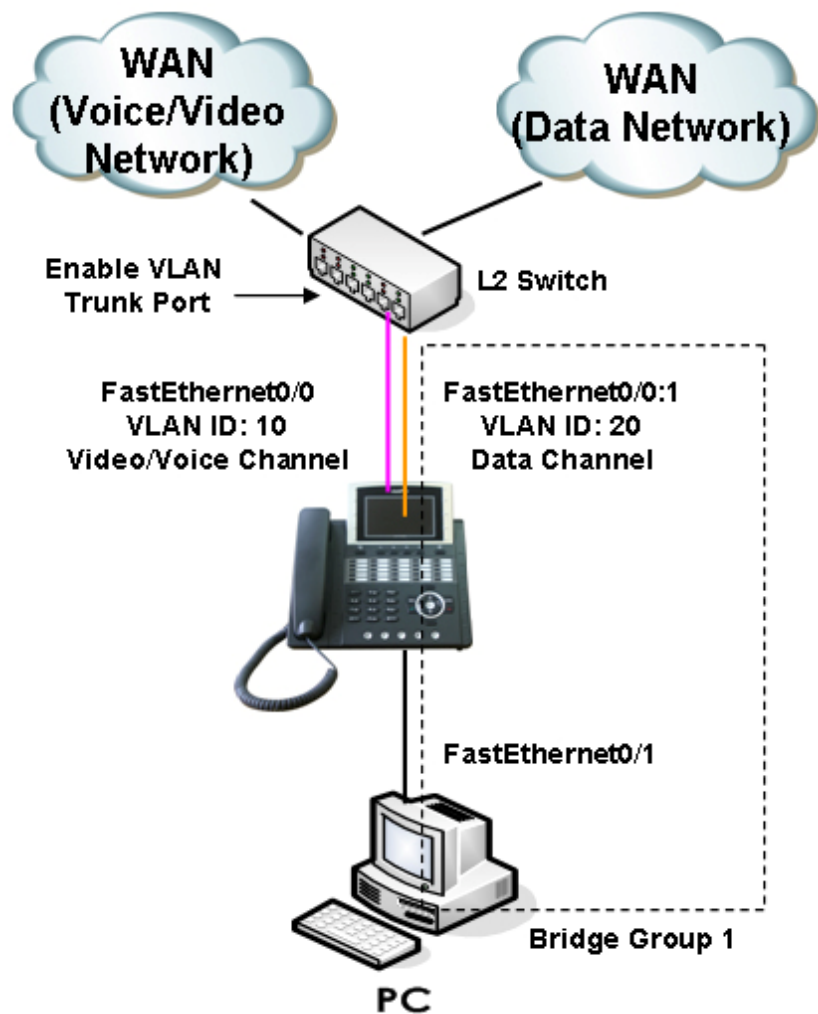 WAN
(Voice/Video
Network)
WAN
(Data Network)
Enable VLAN
Trunk Port
L2 Switch
FastEthernet0/0
VLAN ID: 10
Video/Voice Channel
FastEthernet0/0:1
VLAN ID: 20
Data Channel
FastEthernet0/1
Bridge Group 1
PC